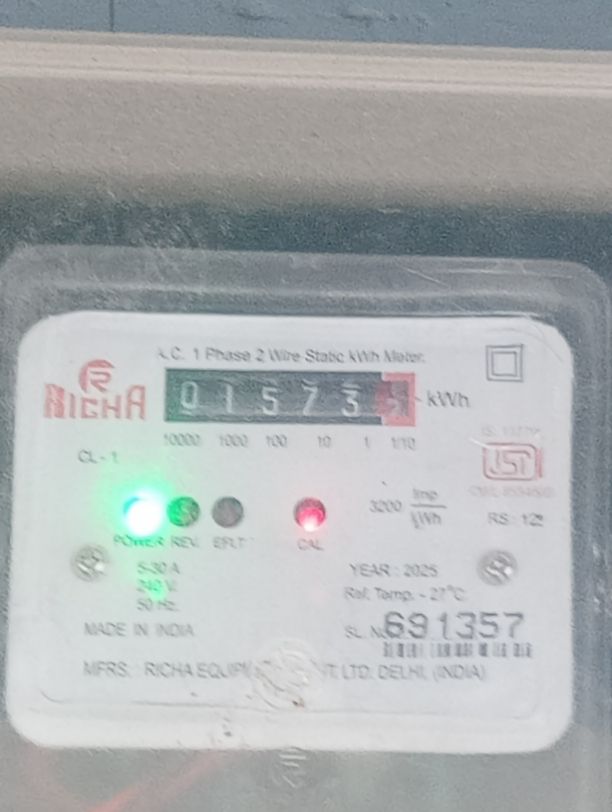 A.C. 1 Phase 2 Wire Static kWh Meter.
R
RICHA
0 1 5 7 3
kWh
10000 1000 100 10 1 1/10
CL-1
ISI
3200 Imp/kWh
RS: 12
POWER REV. EFLT CAL
5-30 A
240 V.
50 Hz.
YEAR : 2025
Ref. Temp. - 27°C
MADE IN INDIA
SL. No. 691357
MFRS. : RICHA LTD. DELHI, (INDIA)